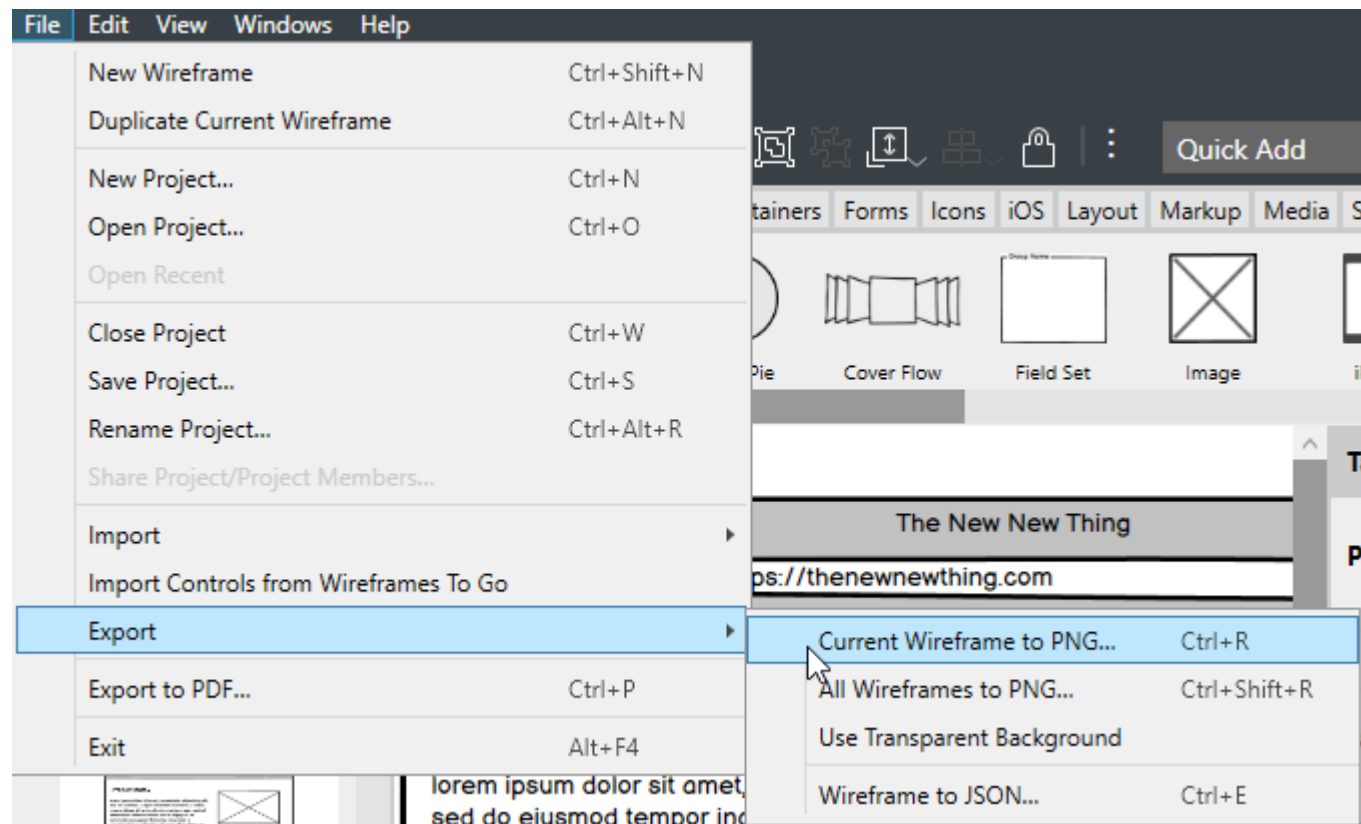 File Edit View Windows Help
New Wireframe Ctrl+Shift+N
Duplicate Current Wireframe Ctrl+Alt+N
New Project... Ctrl+N
Open Project... Ctrl+O
Open Recent
Close Project Ctrl+W
Save Project... Ctrl+S
Rename Project... Ctrl+Alt+R
Share Project/Project Members...
Import
Import Controls from Wireframes To Go
Export
Export to PDF... Ctrl+P
Exit Alt+F4
Quick Add
tainers Forms Icons iOS Layout Markup Media S
Group Name
Pie Cover Flow Field Set Image
The New New Thing
ps://thenewnewthing.com
Current Wireframe to PNG... Ctrl+R
All Wireframes to PNG... Ctrl+Shift+R
Use Transparent Background
Wireframe to JSON... Ctrl+E
lorem ipsum dolor sit amet,
sed do eiusmod tempor inc